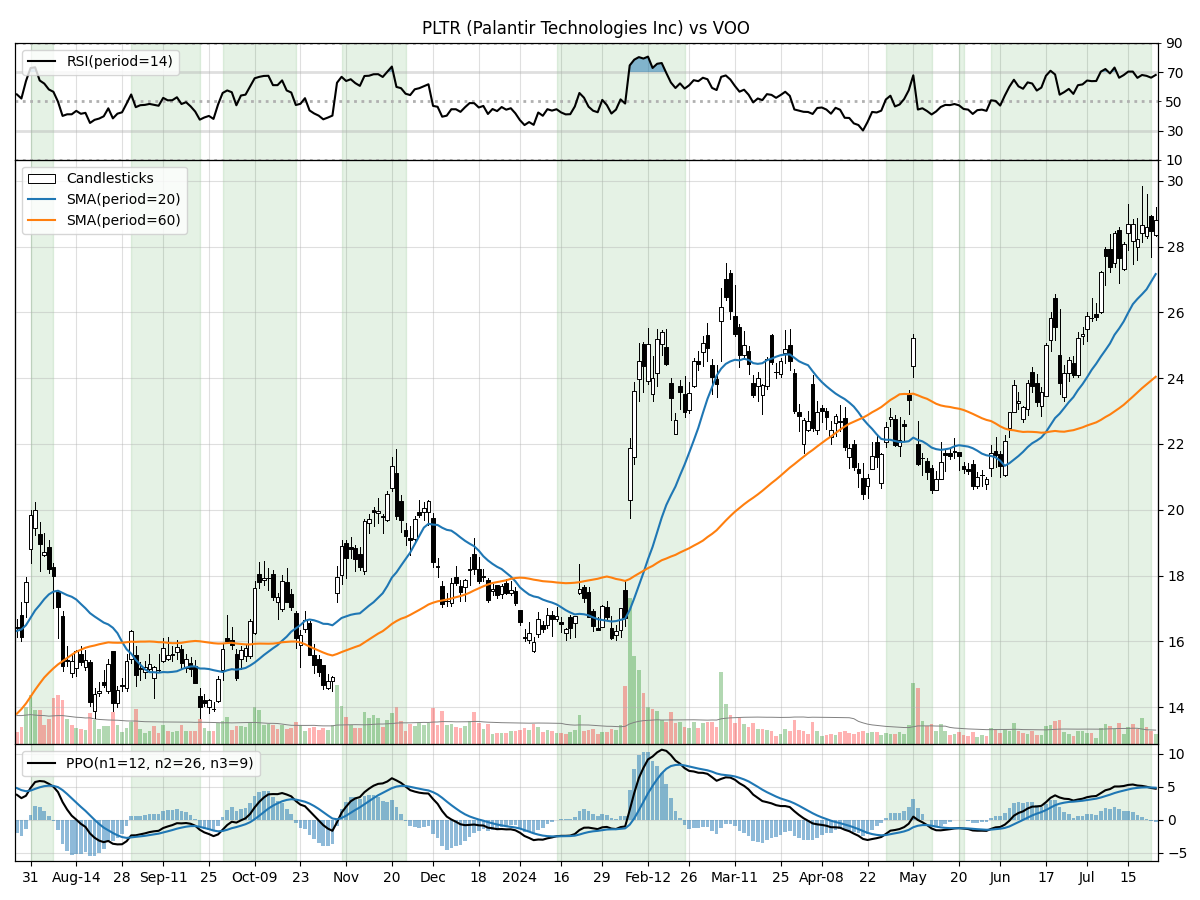 PLTR (Palantir Technologies Inc) vs VOO
RSI(period=14)
90
70
50
30
10
Candlesticks
SMA(period=20)
SMA(period=60)
30
28
26
24
22
20
18
16
14
PPO(n1=12, n2=26, n3=9)
10
5
0
−5
31 Aug-14 28 Sep-11 25 Oct-09 23 Nov 20 Dec 18 2024 16 29 Feb-12 26 Mar-11 25 Apr-08 22 May 20 Jun 17 Jul 15